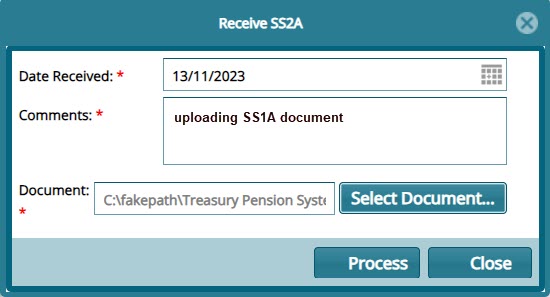 Receive SS2A
Date Received: * 13/11/2023
Comments: * uploading SS1A document
Document: * C:\fakepath\Treasury Pension Syste Select Document...
Process Close